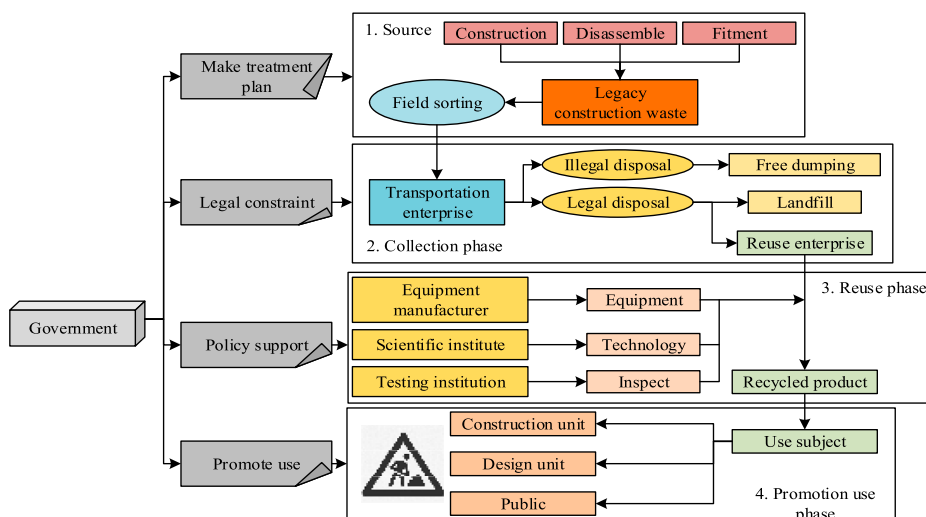 1. Source
Construction
Disassemble
Fitment
Make treatment
plan
Field sorting
Legacy
construction waste
Illegal disposal
Free dumping
Legal constraint
Transportation
enterprise
Legal disposal
Landfill
2. Collection phase
Reuse enterprise
Equipment
manufacturer
Equipment
3. Reuse phase
Government
Policy support
Scientific institute
Technology
Testing institution
Inspect
Recycled product
Construction unit
Use subject
Promote use
Design unit
Public
4. Promotion use
phase